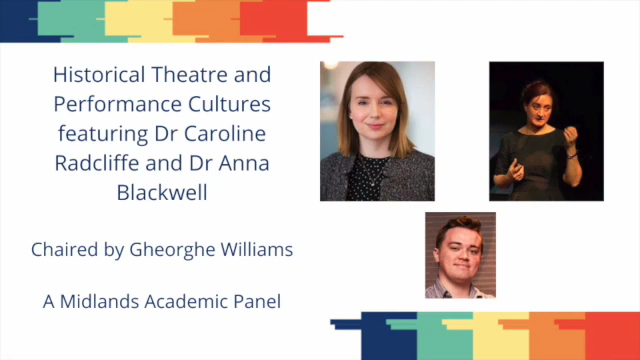 Historical Theatre and
Performance Cultures
featuring Dr Caroline
Radcliffe and Dr Anna
Blackwell
Chaired by Gheorghe Williams
A Midlands Academic Panel